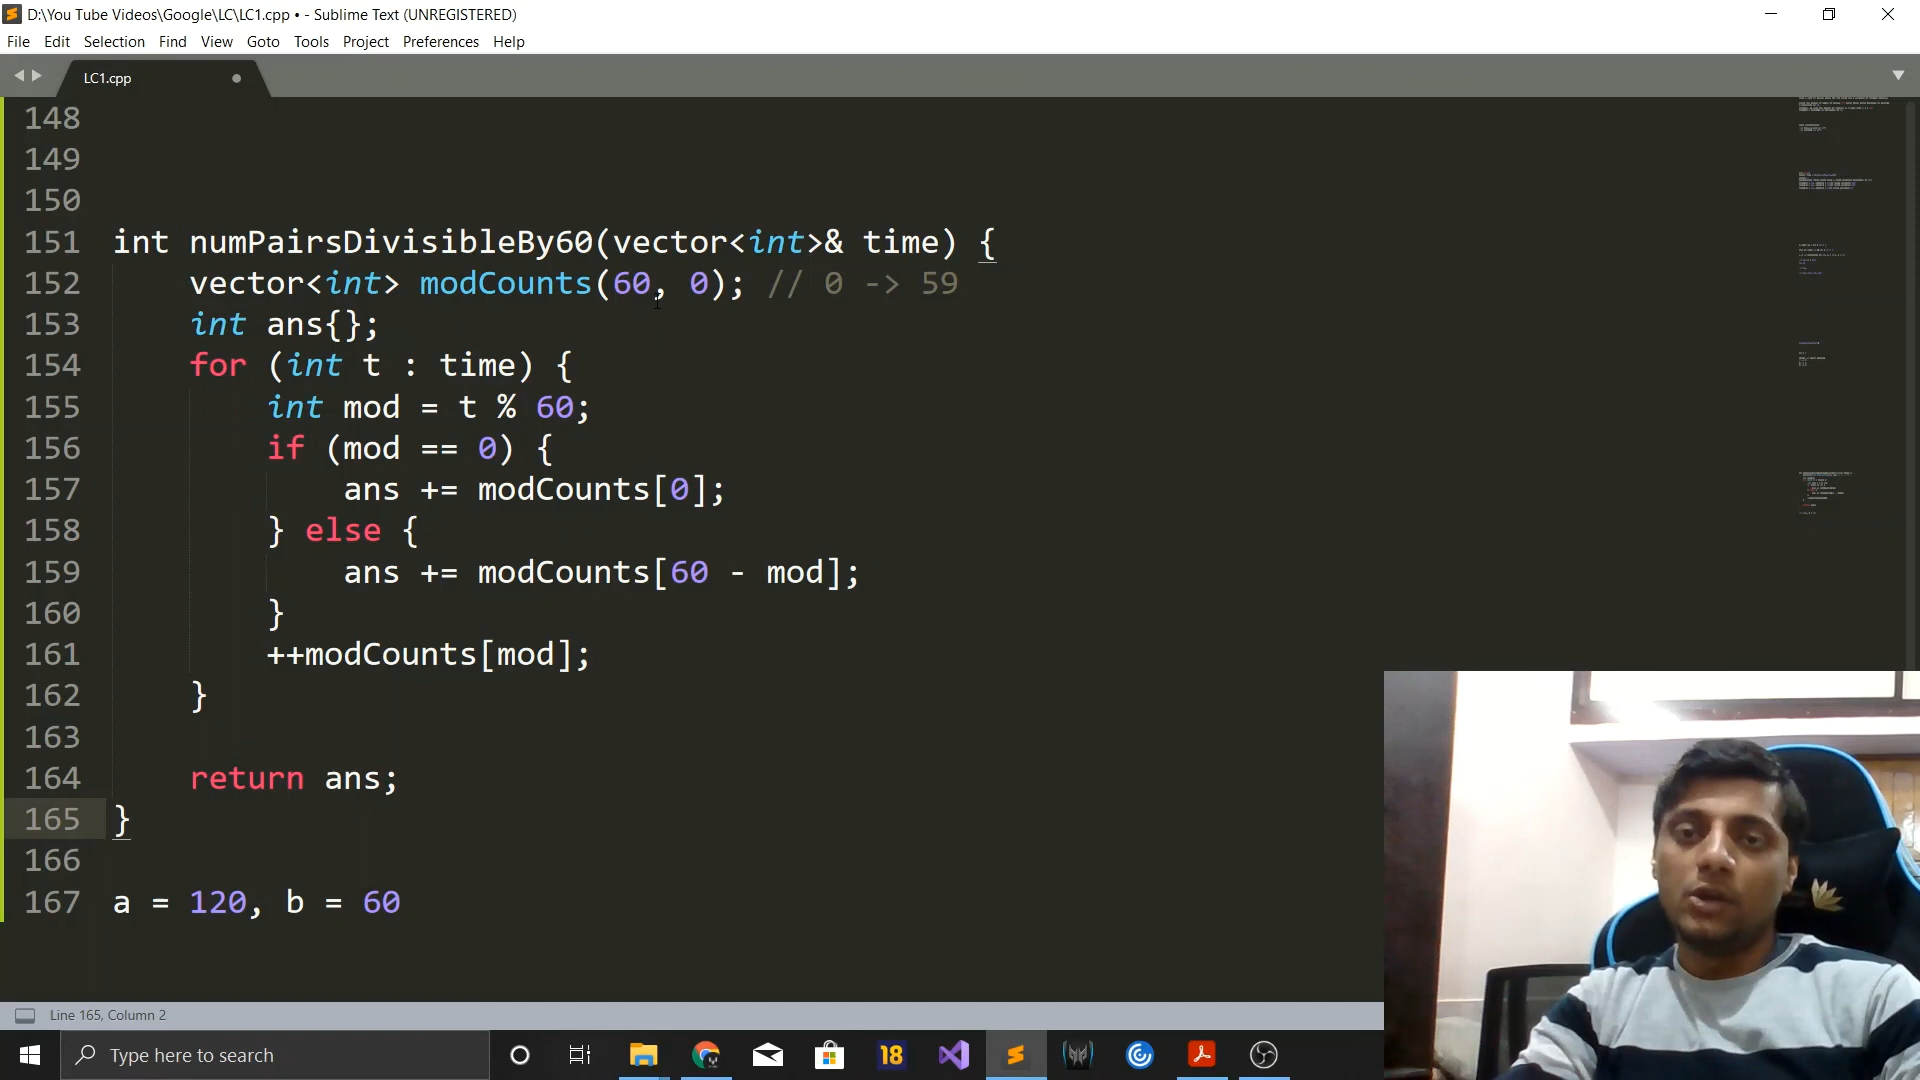 D:\You Tube Videos\Google\LC\LC1.cpp • - Sublime Text (UNREGISTERED)
File Edit Selection Find View Goto Tools Project Preferences Help
LC1.cpp
148
149
150
151 int numPairsDivisibleBy60(vector<int>& time) {
152 vector<int> modCounts(60, 0); // 0 -> 59
153 int ans{};
154 for (int t : time) {
155 int mod = t % 60;
156 if (mod == 0) {
157 ans += modCounts[0];
158 } else {
159 ans += modCounts[60 - mod];
160 }
161 ++modCounts[mod];
162 }
163
164 return ans;
165 }
166
167 a = 120, b = 60
Line 165, Column 2
Type here to search
18